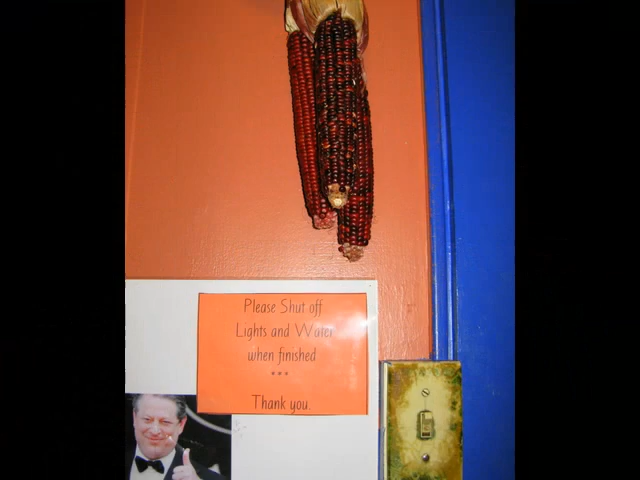 Please Shut off
Lights and Water
when finished
***
Thank you.